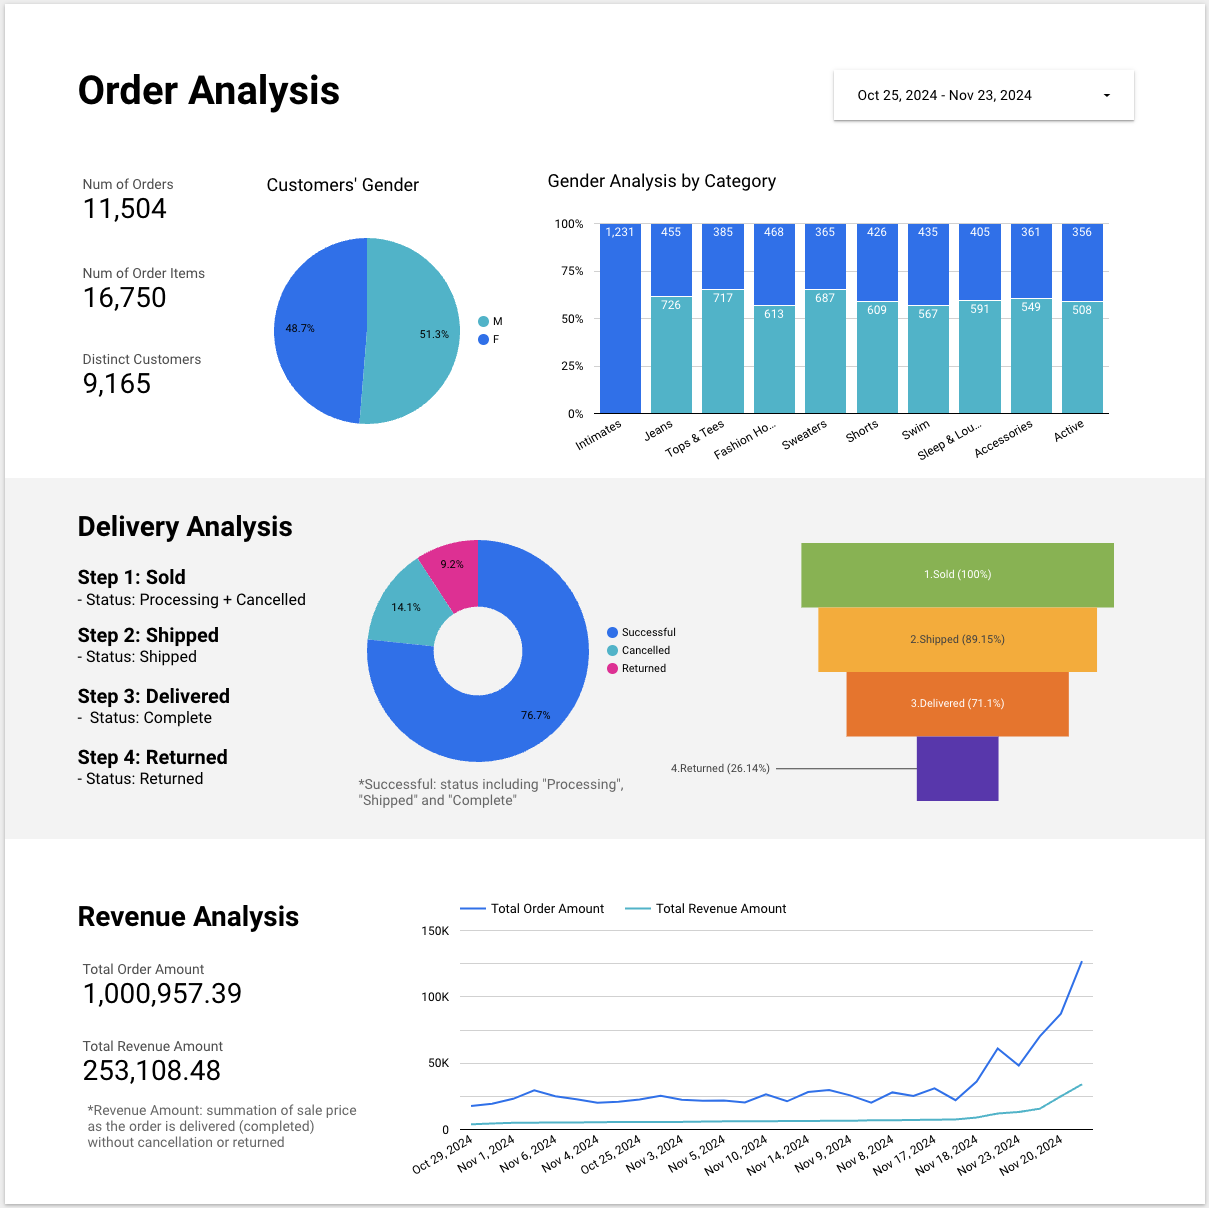 Order Analysis
Oct 25, 2024 - Nov 23, 2024
Num of Orders
11,504
Num of Order Items
16,750
Distinct Customers
9,165
Customers' Gender
48.7%
51.3%
M
F
Gender Analysis by Category
100%
75%
50%
25%
0%
1,231 455 385 468 365 426 435 405 361 356
726 717 613 687 609 567 591 549 508
Intimates
Jeans
Tops & Tees
Fashion Ho...
Sweaters
Shorts
Swim
Sleep & Lou...
Accessories
Active
Delivery Analysis
Step 1: Sold
- Status: Processing + Cancelled
Step 2: Shipped
- Status: Shipped
Step 3: Delivered
- Status: Complete
Step 4: Returned
- Status: Returned
9.2%
14.1%
76.7%
Successful
Cancelled
Returned
*Successful: status including "Processing",
"Shipped" and "Complete"
1.Sold (100%)
2.Shipped (89.15%)
3.Delivered (71.1%)
4.Returned (26.14%)
Revenue Analysis
Total Order Amount
1,000,957.39
Total Revenue Amount
253,108.48
*Revenue Amount: summation of sale price
as the order is delivered (completed)
without cancellation or returned
Total Order Amount
Total Revenue Amount
150K
100K
50K
0
Oct 29, 2024
Nov 1, 2024
Nov 6, 2024
Nov 4, 2024
Oct 25, 2024
Nov 3, 2024
Nov 5, 2024
Nov 10, 2024
Nov 14, 2024
Nov 9, 2024
Nov 8, 2024
Nov 17, 2024
Nov 18, 2024
Nov 23, 2024
Nov 20, 2024